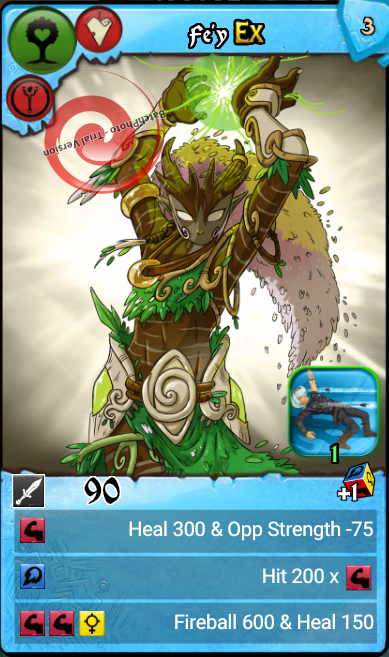 Fe'y Ex
3
BatchPhoto - Trial Version
1
90
+1
Heal 300 & Opp Strength -75
Hit 200 x
Fireball 600 & Heal 150